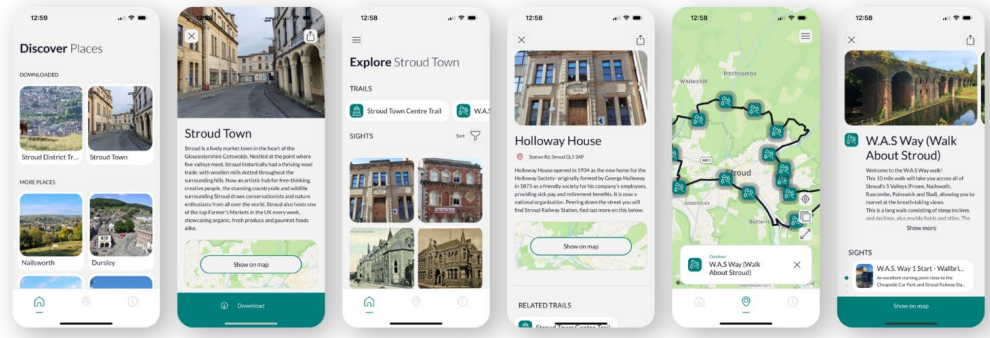 12:59
Discover Places
DOWNLOADED
Stroud District Tr...
Stroud Town
MORE PLACES
Nailsworth
Dursley
12:58
Stroud Town
Stroud is a lively market town in the heart of the
Gloucestershire Cotswolds. Nestled at the point where
five valleys meet, Stroud historically had a thriving wool
trade, with woollen mills dotted throughout the
surrounding hills. Now an artistic hub for free-thinking,
creative people, the stunning countryside and wildlife
surrounding Stroud draws conservationists and nature
enthusiasts from all over the world. Stroud also hosts one
of the top Farmer's Markets in the UK every week,
showcasing organic, fresh produce and gourmet foods
alike.
Show on map
Download
12:58
Explore Stroud Town
TRAILS
Stroud Town Centre Trail
W.A.S
SIGHTS
Sort
12:58
Holloway House
Station Rd, Stroud GL5 3AP
Holloway House opened in 1934 as the new home for the
Holloway Society- originally formed by George Holloway
in 1875 as a friendly society for his company's employees,
providing sick pay and retirement benefits. It is now a
national organisation. Peering down the street you will
find Stroud Railway Station, find out more on this below.
Show on map
RELATED TRAILS
Stroud Town Centre Trail
12:58
Whiteshill
Pitchcombe
Stroud
Outdoor
W.A.S Way (Walk
About Stroud)
12:58
W.A.S Way (Walk
About Stroud)
Welcome to the W.A.S Way walk!
This 10 mile walk will take you across all of
Stroud's 5 Valleys (Frome, Nailsworth,
Ruscombe, Painswick and Slad), allowing you to
marvel at the breath-taking views.
This is a long walk consisting of steep inclines
and declines, plus muddy fields and stiles. The
Show more
SIGHTS
W.A.S. Way 1 Start - Wallbri...
An excellent starting point close to the
Cheapside Car Park and Stroud Railway Sta...
Show on map